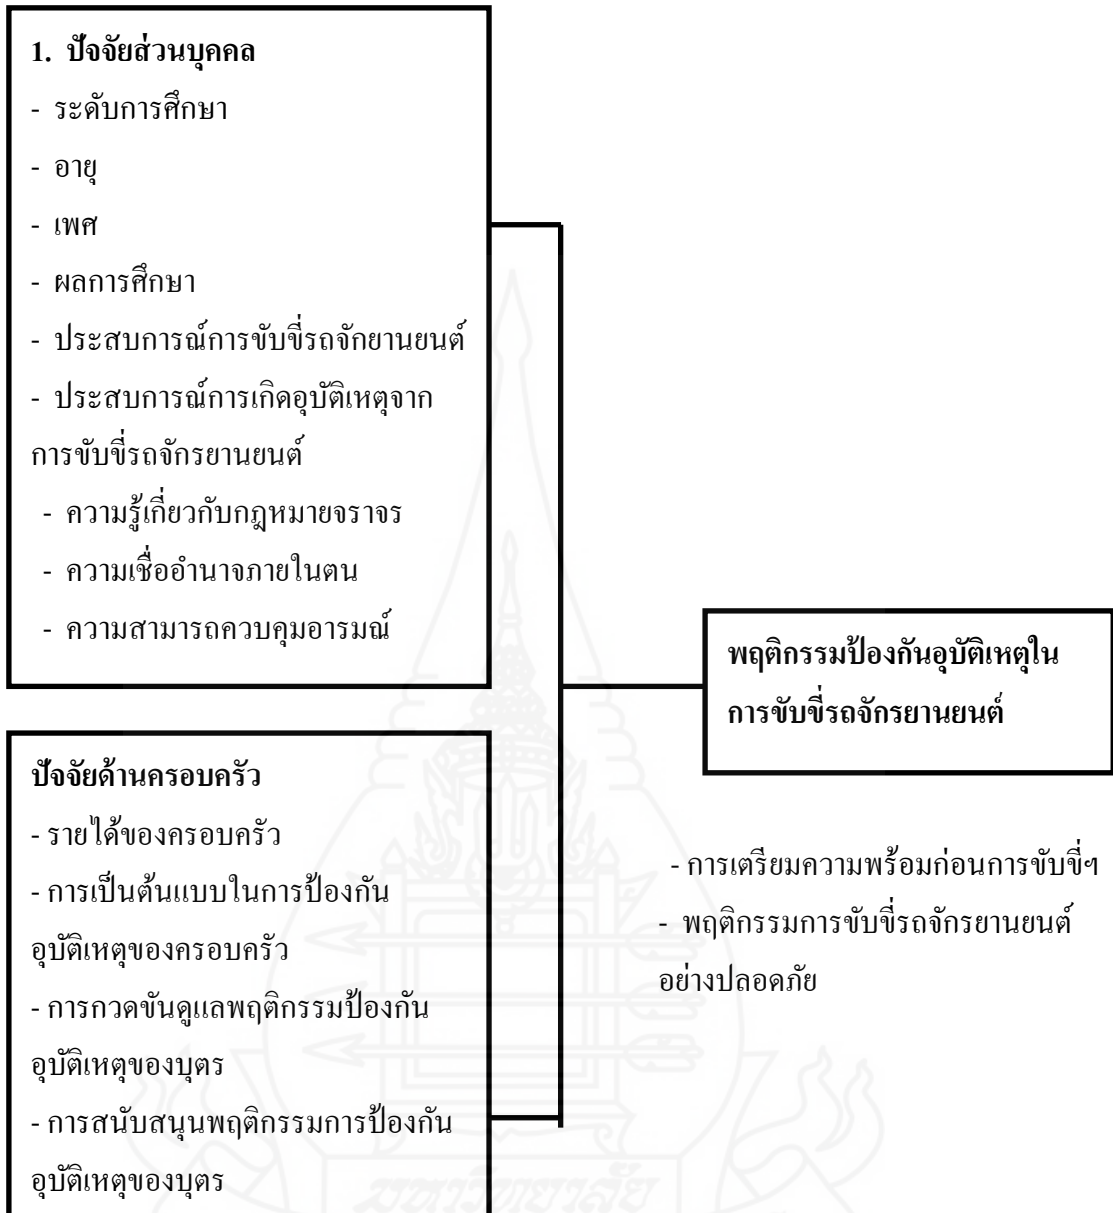 1. ปัจจัยส่วนบุคคล
- ระดับการศึกษา
- อายุ
- เพศ
- ผลการศึกษา
- ประสบการณ์การขับขี่รถจักยานยนต์
- ประสบการณ์การเกิดอุบัติเหตุจาก
การขับขี่รถจักรยานยนต์
- ความรู้เกี่ยวกับกฎหมายจราจร
- ความเชื่ออำนาจภายในตน
- ความสามารถควบคุมอารมณ์
ปัจจัยด้านครอบครัว
- รายได้ของครอบครัว
- การเป็นต้นแบบในการป้องกัน
อุบัติเหตุของครอบครัว
- การกวดขันดูแลพฤติกรรมป้องกัน
อุบัติเหตุของบุตร
- การสนับสนุนพฤติกรรมการป้องกัน
อุบัติเหตุของบุตร
พฤติกรรมป้องกันอุบัติเหตุใน
การขับขี่รถจักรยานยนต์
- การเตรียมความพร้อมก่อนการขับขี่ฯ
- พฤติกรรมการขับขี่รถจักรยานยนต์
อย่างปลอดภัย
มหาวิทยาลัย